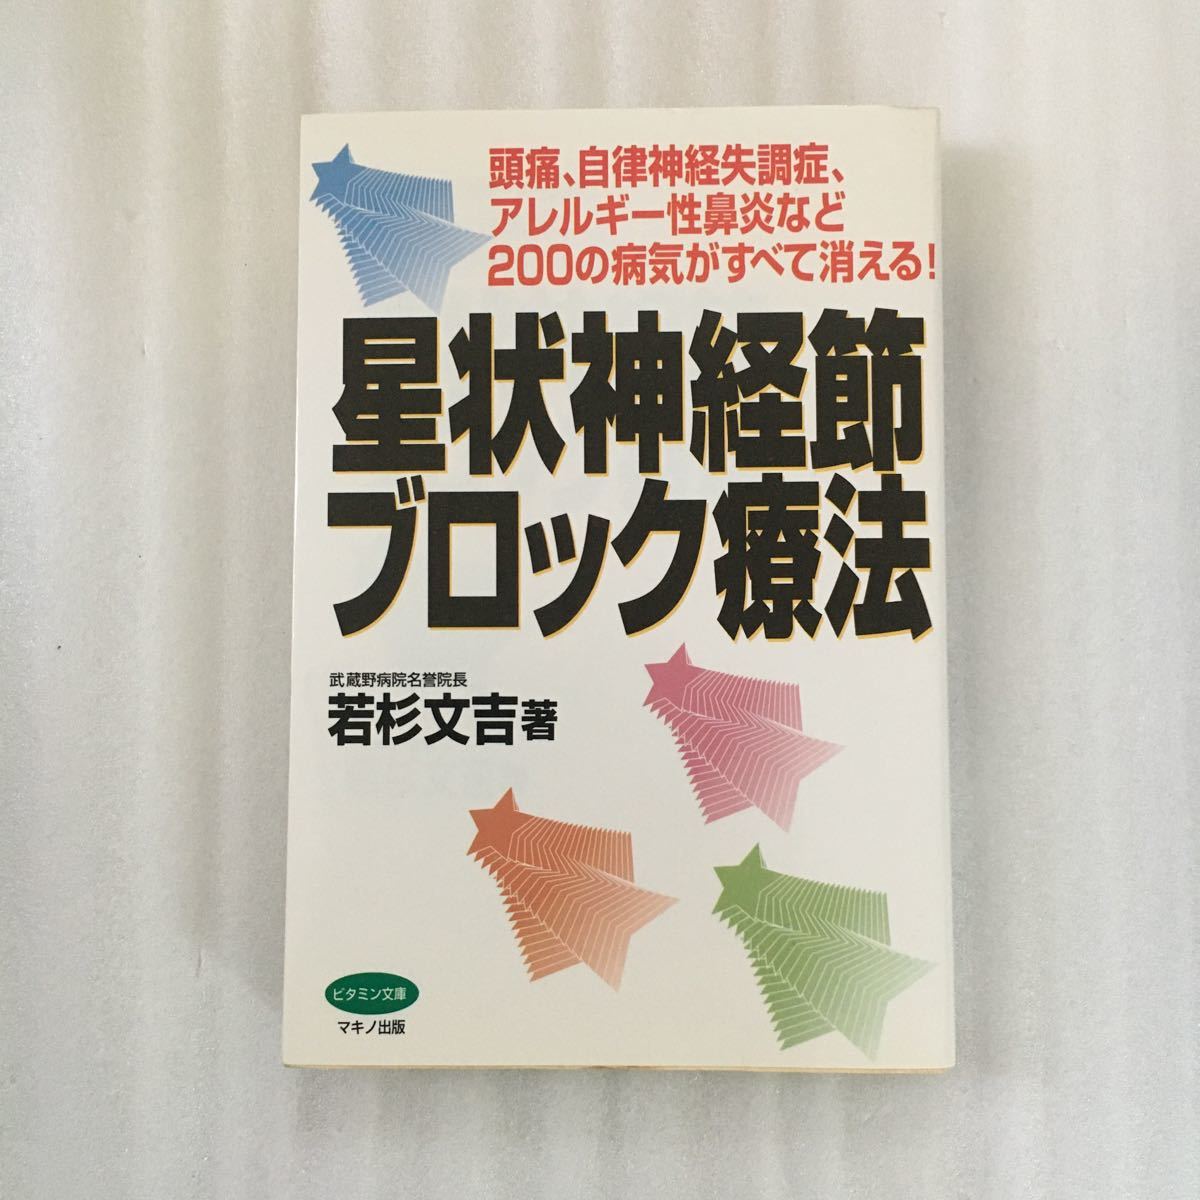 頭痛、自律神経失調症、
アレルギー性鼻炎など
200の病気がすべて消える!
星状神経節
ブロック療法
武蔵野病院名誉院長
若杉文吉著
ビタミン文庫
マキノ出版